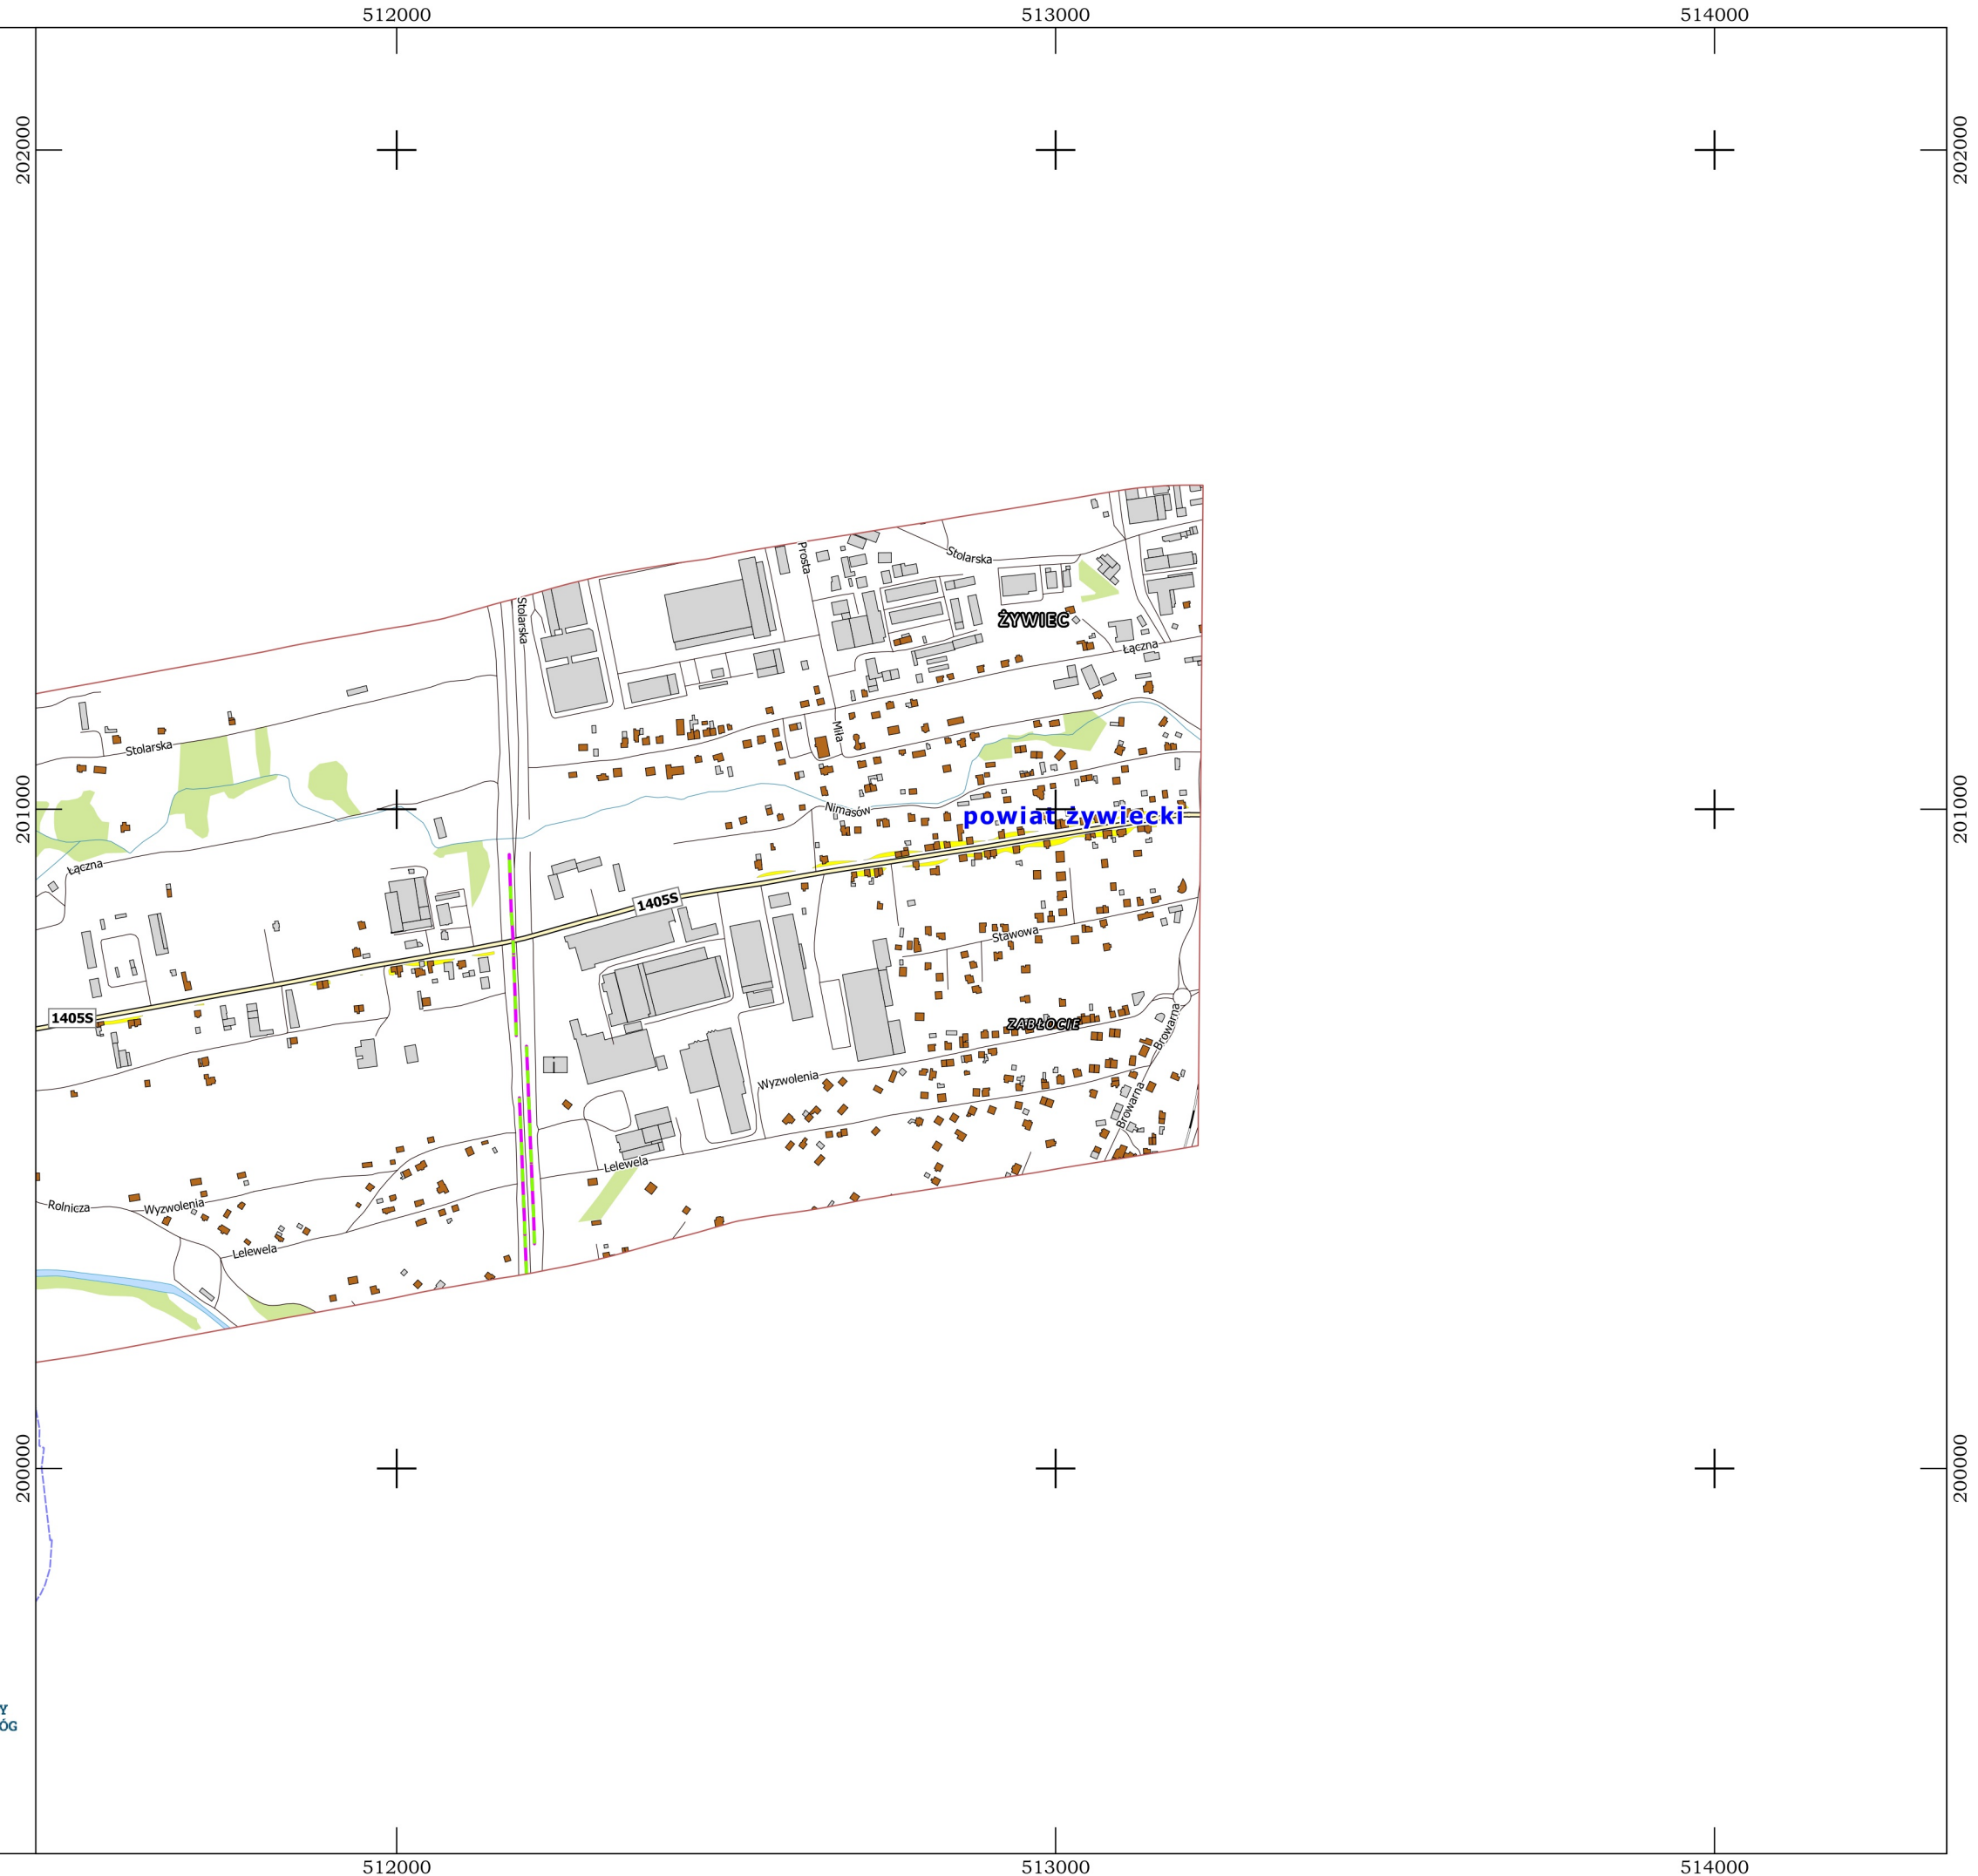 512000
513000
514000
202000
202000
Prosta
Stolarska
Stolarska
ŻYWIEC
Łączna
Miła
Stolarska
201000
201000
Nimasów
powiat żywiecki
Łączna
1405S
Stawowa
1405S
ZABŁOCIE
Browarna
Wyzwolenia
Browarna
Lelewela
Rolnicza
Wyzwolenia
Lelewela
200000
200000
Y
ÓG
512000
513000
514000